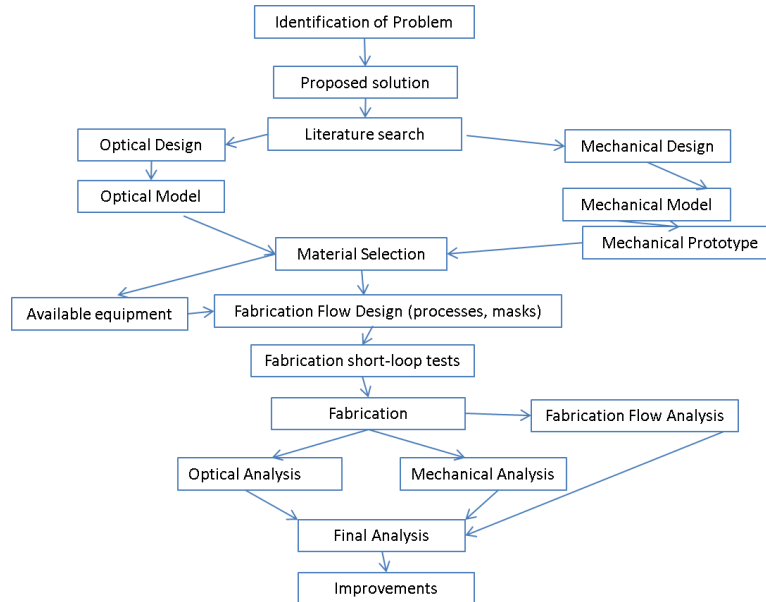 Identification of Problem
Proposed solution
Literature search
Optical Design
Mechanical Design
Optical Model
Mechanical Model
Mechanical Prototype
Material Selection
Available equipment
Fabrication Flow Design (processes, masks)
Fabrication short-loop tests
Fabrication
Fabrication Flow Analysis
Optical Analysis
Mechanical Analysis
Final Analysis
Improvements